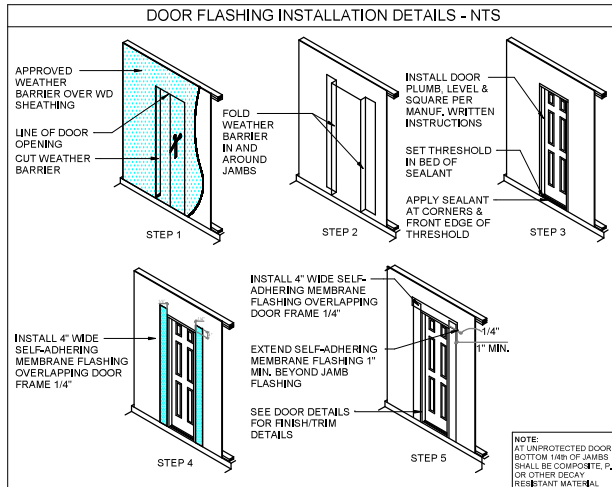 DOOR FLASHING INSTALLATION DETAILS - NTS
APPROVED
WEATHER
BARRIER OVER WD
SHEATHING
LINE OF DOOR
OPENING
CUT WEATHER
BARRIER
STEP 1
FOLD
WEATHER
BARRIER
IN AND
AROUND
JAMBS
STEP 2
INSTALL DOOR
PLUMB, LEVEL &
SQUARE PER
MANUF. WRITTEN
INSTRUCTIONS
SET THRESHOLD
IN BED OF
SEALANT
APPLY SEALANT
AT CORNERS &
FRONT EDGE OF
THRESHOLD
STEP 3
INSTALL 4" WIDE
SELF-ADHERING
MEMBRANE FLASHING
OVERLAPPING DOOR
FRAME 1/4"
STEP 4
INSTALL 4" WIDE SELF-
ADHERING MEMBRANE
FLASHING OVERLAPPING
DOOR FRAME 1/4"
EXTEND SELF-ADHERING
MEMBRANE FLASHING 1"
MIN. BEYOND JAMB
FLASHING
SEE DOOR DETAILS
FOR FINISH/TRIM
DETAILS
1/4"
1" MIN.
STEP 5
NOTE:
AT UNPROTECTED DOOR
BOTTOM 1/4th OF JAMBS
SHALL BE COMPOSITE, P.
OR OTHER DECAY
RESISTANT MATERIAL